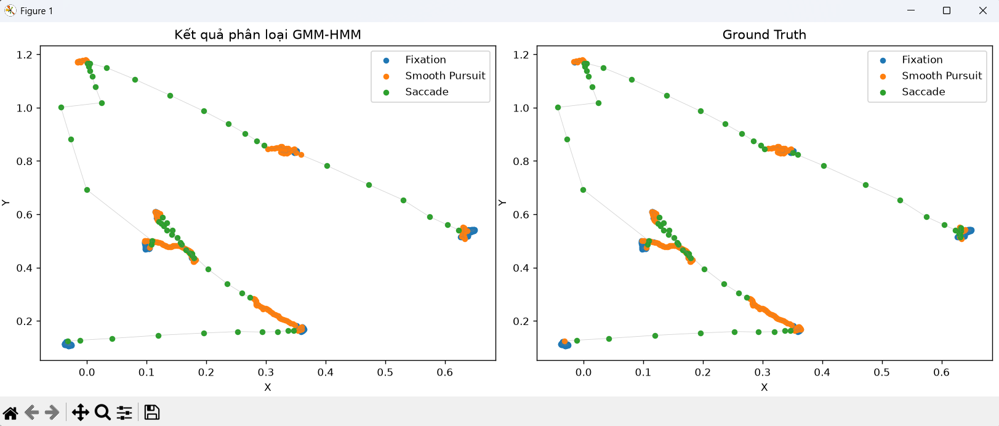 Figure 1
Kết quả phân loại GMM-HMM
Fixation
Smooth Pursuit
Saccade
1.2
1.0
0.8
0.6
0.4
0.2
Y
0.0 0.1 0.2 0.3 0.4 0.5 0.6
X
Ground Truth
Fixation
Smooth Pursuit
Saccade
1.2
1.0
0.8
0.6
0.4
0.2
Y
0.0 0.1 0.2 0.3 0.4 0.5 0.6
X